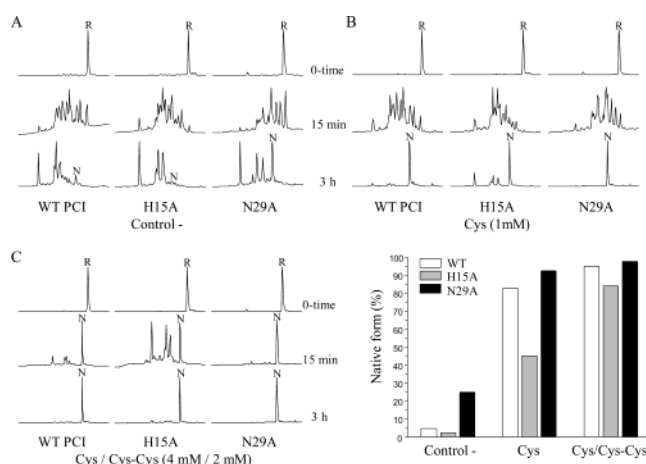 A
B
R R R
R R R
0-time
15 min
3 h
N N N
N N N
WT PCI H15A N29A
Control -
WT PCI H15A N29A
Cys (1mM)
C
R R R
0-time
N N N
15 min
N N N
3 h
WT PCI H15A N29A
Cys / Cys-Cys (4 mM / 2 mM)
WT
H15A
N29A
Native form (%)
100
90
80
70
60
50
40
30
20
10
0
Control - Cys Cys/Cys-Cys